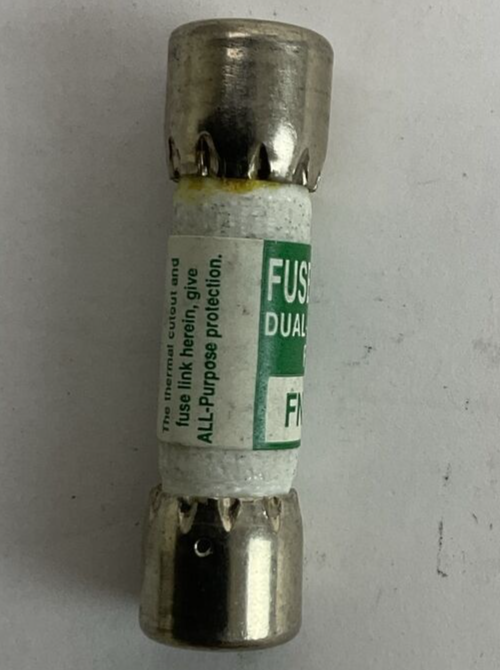 The thermal cutout and
fuse link herein, give
ALL-Purpose protection.
FUS
DUAL-
FN